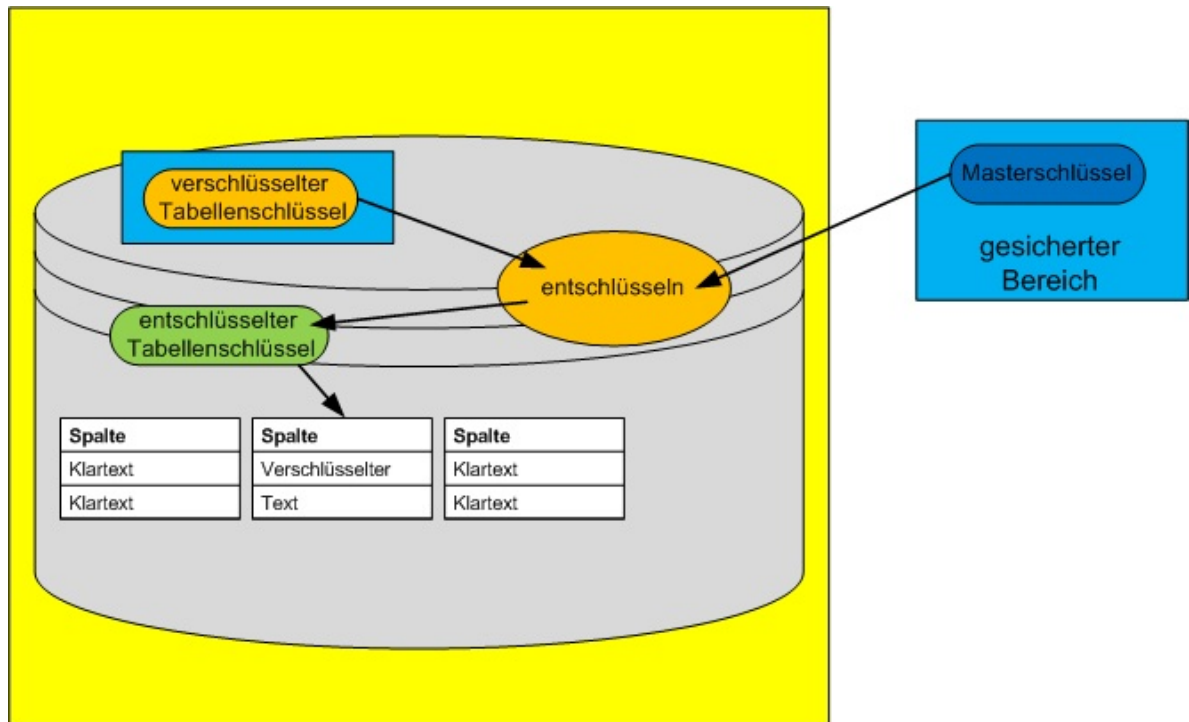 verschlüsselter
Tabellenschlüssel
Masterschlüssel
gesicherter
Bereich
entschlüsseln
entschlüsselter
Tabellenschlüssel
Spalte
Klartext
Klartext
Spalte
Verschlüsselter
Text
Spalte
Klartext
Klartext